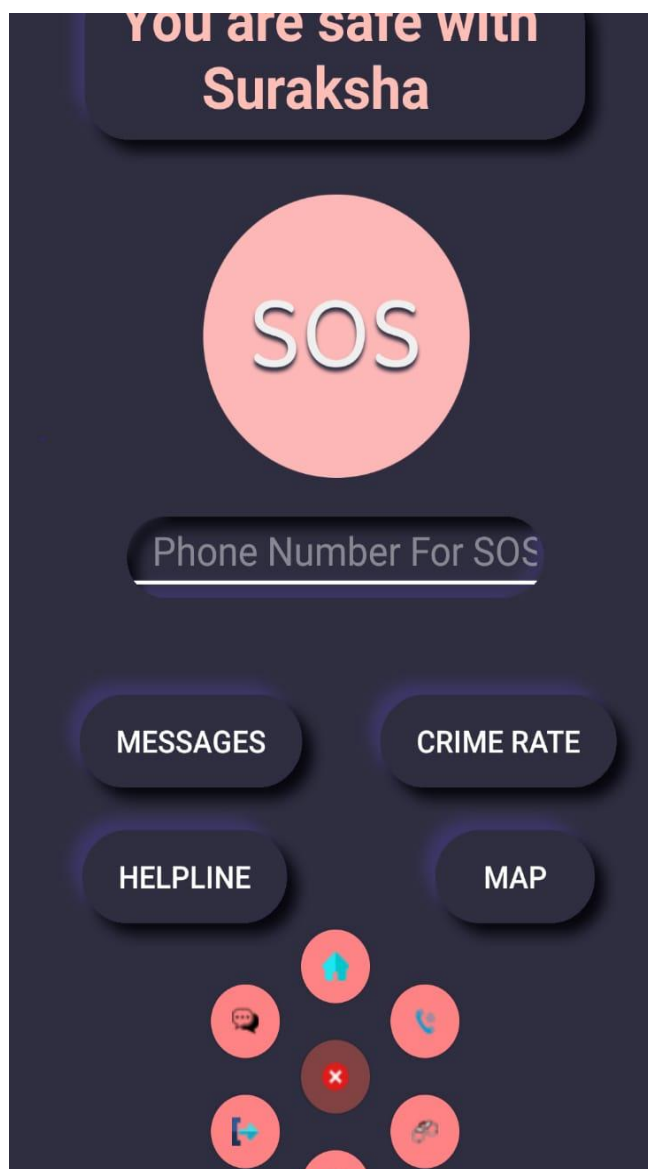 You are safe with
Suraksha
SOS
Phone Number For SOS
MESSAGES
CRIME RATE
HELPLINE
MAP